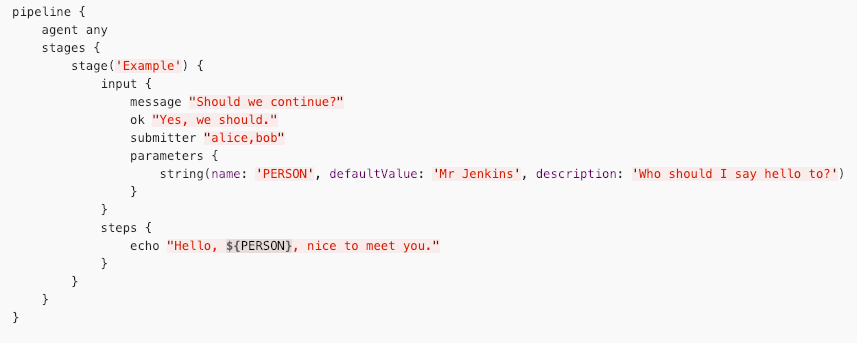 pipeline {
    agent any
    stages {
        stage('Example') {
            input {
                message "Should we continue?"
                ok "Yes, we should."
                submitter "alice,bob"
                parameters {
                    string(name: 'PERSON', defaultValue: 'Mr Jenkins', description: 'Who should I say hello to?')
                }
            }
            steps {
                echo "Hello, ${PERSON}, nice to meet you."
            }
        }
    }
}